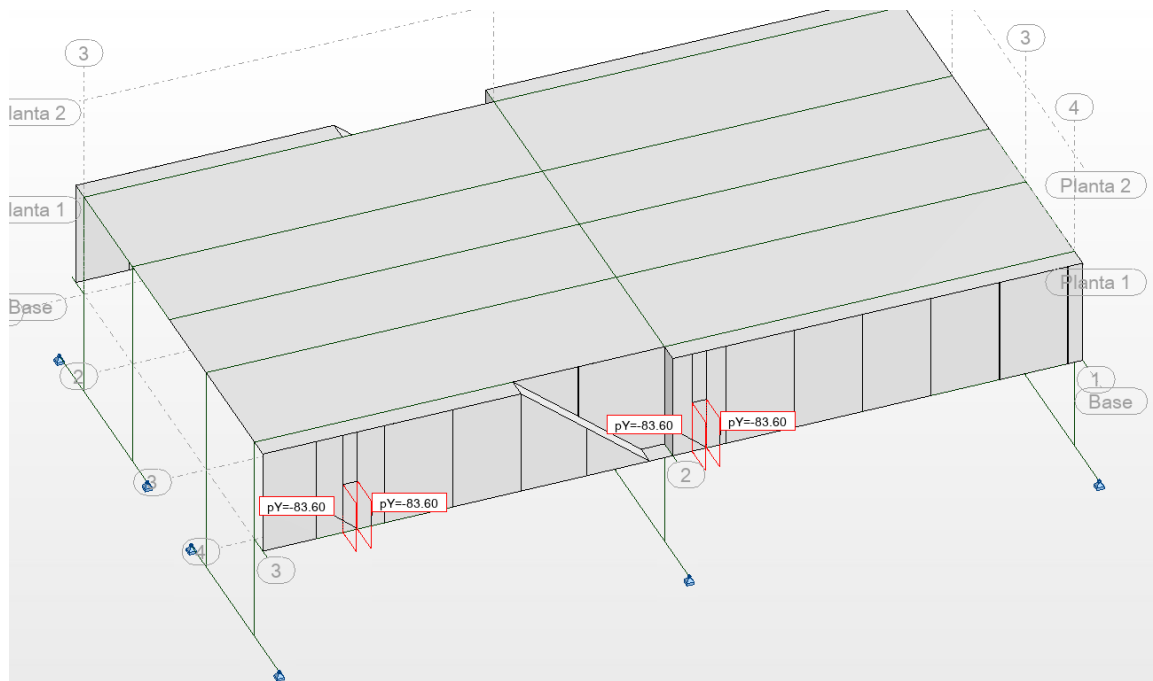 3
3
4
lanta 2
Planta 2
lanta 1
Planta 1
Base
2
1
Base
pY=-83.60
pY=-83.60
3
2
pY=-83.60
pY=-83.60
4
3